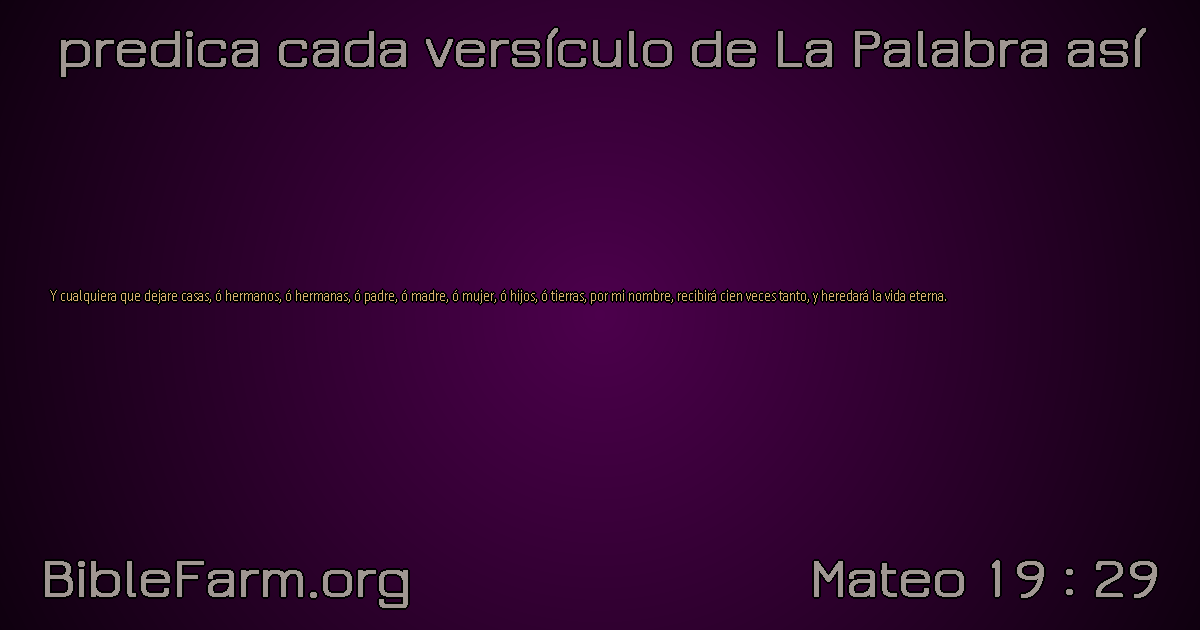 predica cada versículo de La Palabra así
Y cualquiera que dejare casas, ó hermanos, ó hermanas, ó padre, ó madre, ó mujer, ó hijos, ó tierras, por mi nombre, recibirá cien veces tanto, y heredará la vida eterna.
BibleFarm.org
Mateo 19 : 29